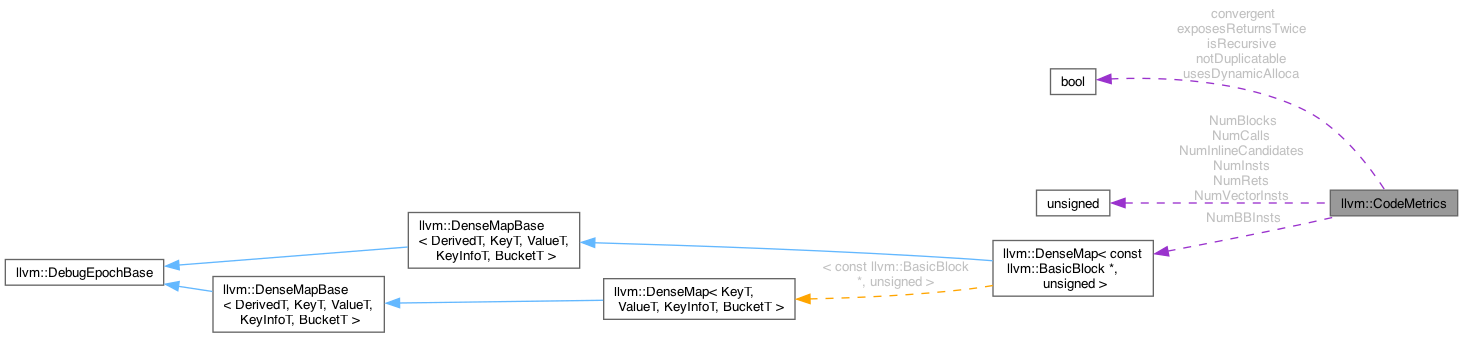 convergent
exposesReturnsTwice
isRecursive
notDuplicatable
usesDynamicAlloca
bool
NumBlocks
NumCalls
NumInlineCandidates
NumInsts
NumRets
NumVectorInsts
unsigned
llvm::CodeMetrics
NumBBInsts
llvm::DenseMapBase
< DerivedT, KeyT, ValueT,
KeyInfoT, BucketT >
llvm::DenseMap< const
llvm::BasicBlock *,
unsigned >
llvm::DebugEpochBase
< const llvm::BasicBlock
*, unsigned >
llvm::DenseMapBase
< DerivedT, KeyT, ValueT,
KeyInfoT, BucketT >
llvm::DenseMap< KeyT,
ValueT, KeyInfoT, BucketT >